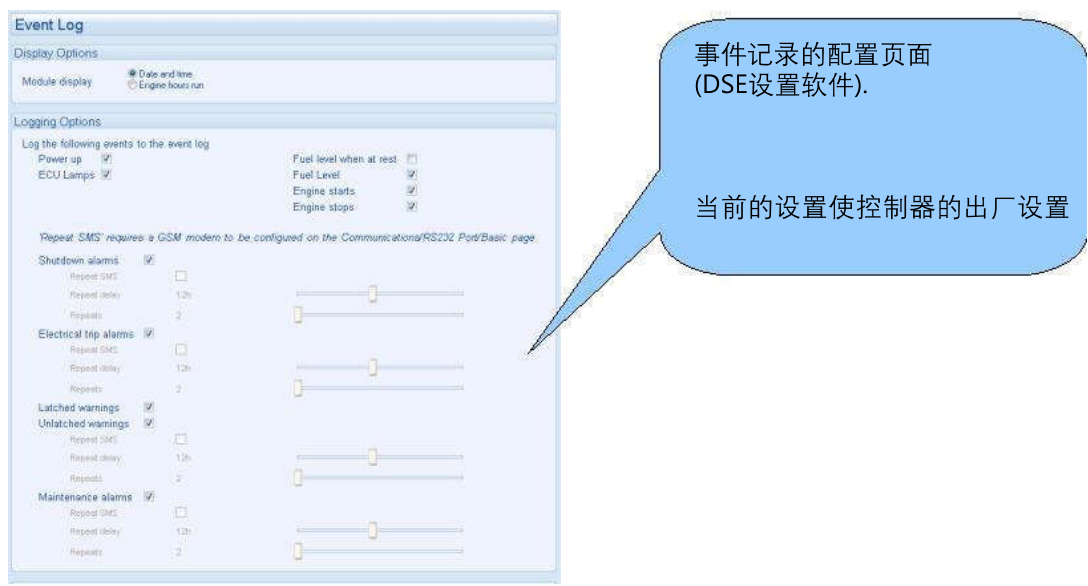 Event Log
Display Options
Module display
Date and time
Engine hours run
Logging Options
Log the following events to the event log
Power up
Fuel level when at rest
ECU Lamps
Fuel Level
Engine starts
Engine stops
'Repeat SMS' requires a GSM modem to be configured on the Communications/RS232 Port/Basic page
Shutdown alarms
Repeat SMS
Repeat delay 12h
Repeats 2
Electrical trip alarms
Repeat SMS
Repeat delay 12h
Repeats 2
Latched warnings
Unlatched warnings
Repeat SMS
Repeat delay 12h
Repeats 2
Maintenance alarms
Repeat SMS
Repeat delay 12h
Repeats 2
事件记录的配置页面
(DSE设置软件).
当前的设置使控制器的出厂设置